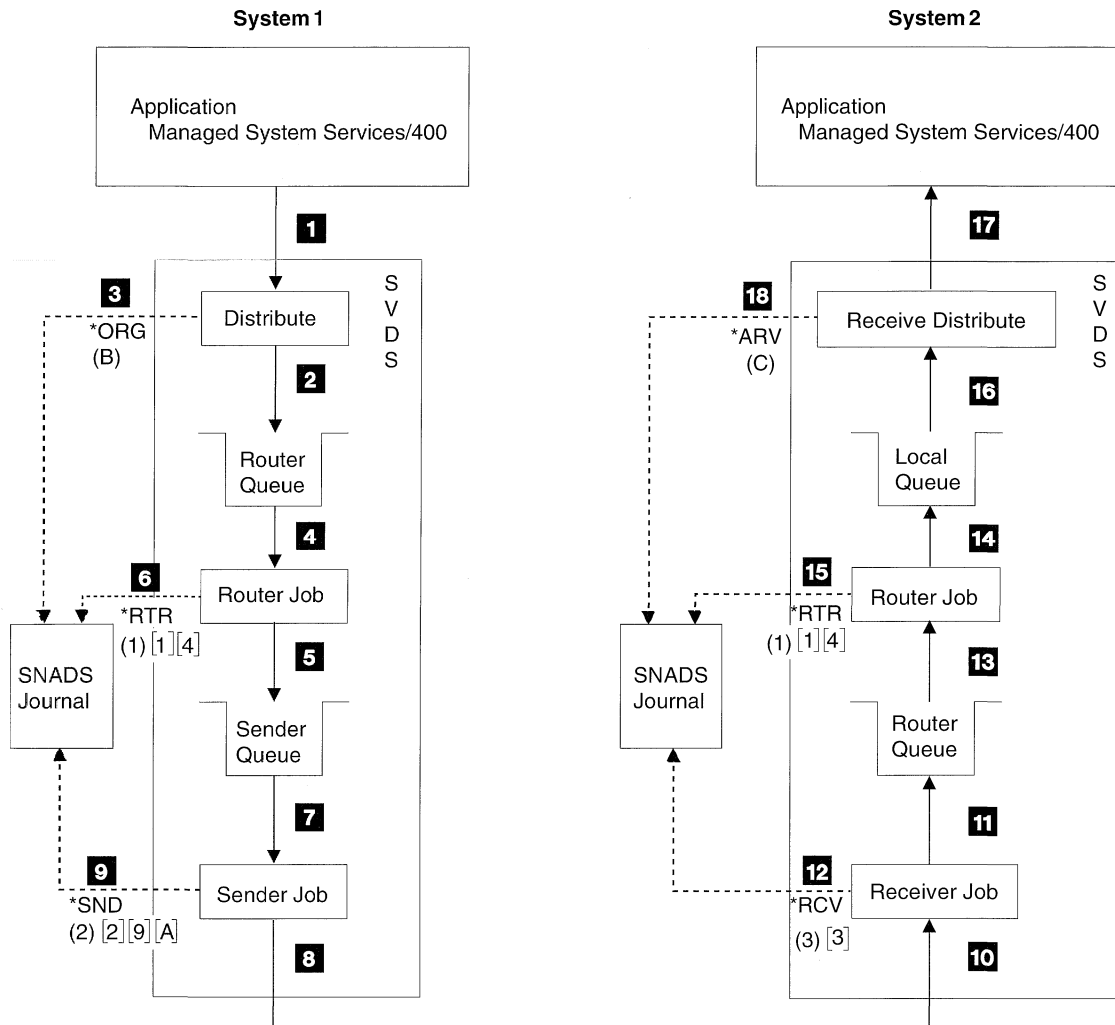 System 1
Application
Managed System Services/400
1
3
*ORG
(B)
Distribute
S
V
D
S
2
Router
Queue
4
6
*RTR
(1) [1][4]
Router Job
5
SNADS
Journal
Sender
Queue
7
9
*SND
(2) [2][9][A]
Sender Job
8
System 2
Application
Managed System Services/400
17
18
*ARV
(C)
Receive Distribute
S
V
D
S
16
Local
Queue
14
15
*RTR
(1) [1][4]
Router Job
13
SNADS
Journal
Router
Queue
11
12
*RCV
(3) [3]
Receiver Job
10